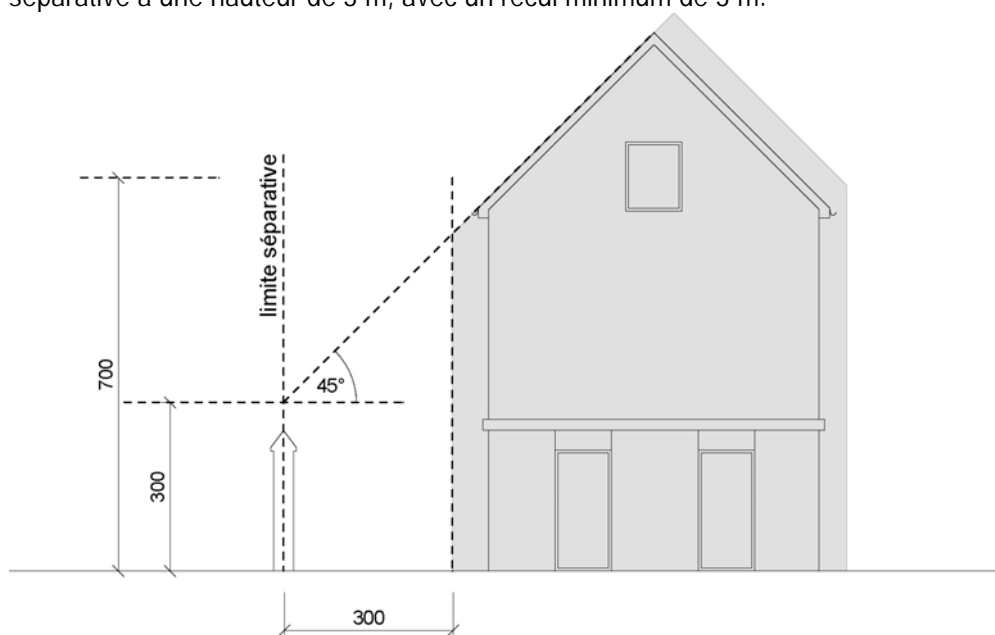 séparative à une hauteur de 3 m, avec un recul minimum de 3 m.
limite séparative
700
45°
300
300